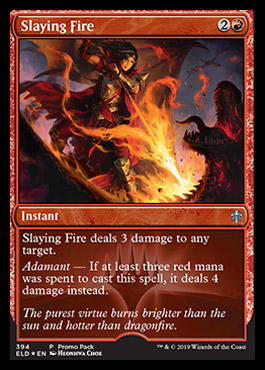 Slaying Fire 2
Instant
Slaying Fire deals 3 damage to any
target.
Adamant — If at least three red mana
was spent to cast this spell, it deals 4
damage instead.
The purest virtue burns brighter than the
sun and hotter than dragonfire.
394 P Promo Pack
ELD EN Heonhwa Choe ™ & © 2019 Wizards of the Coast